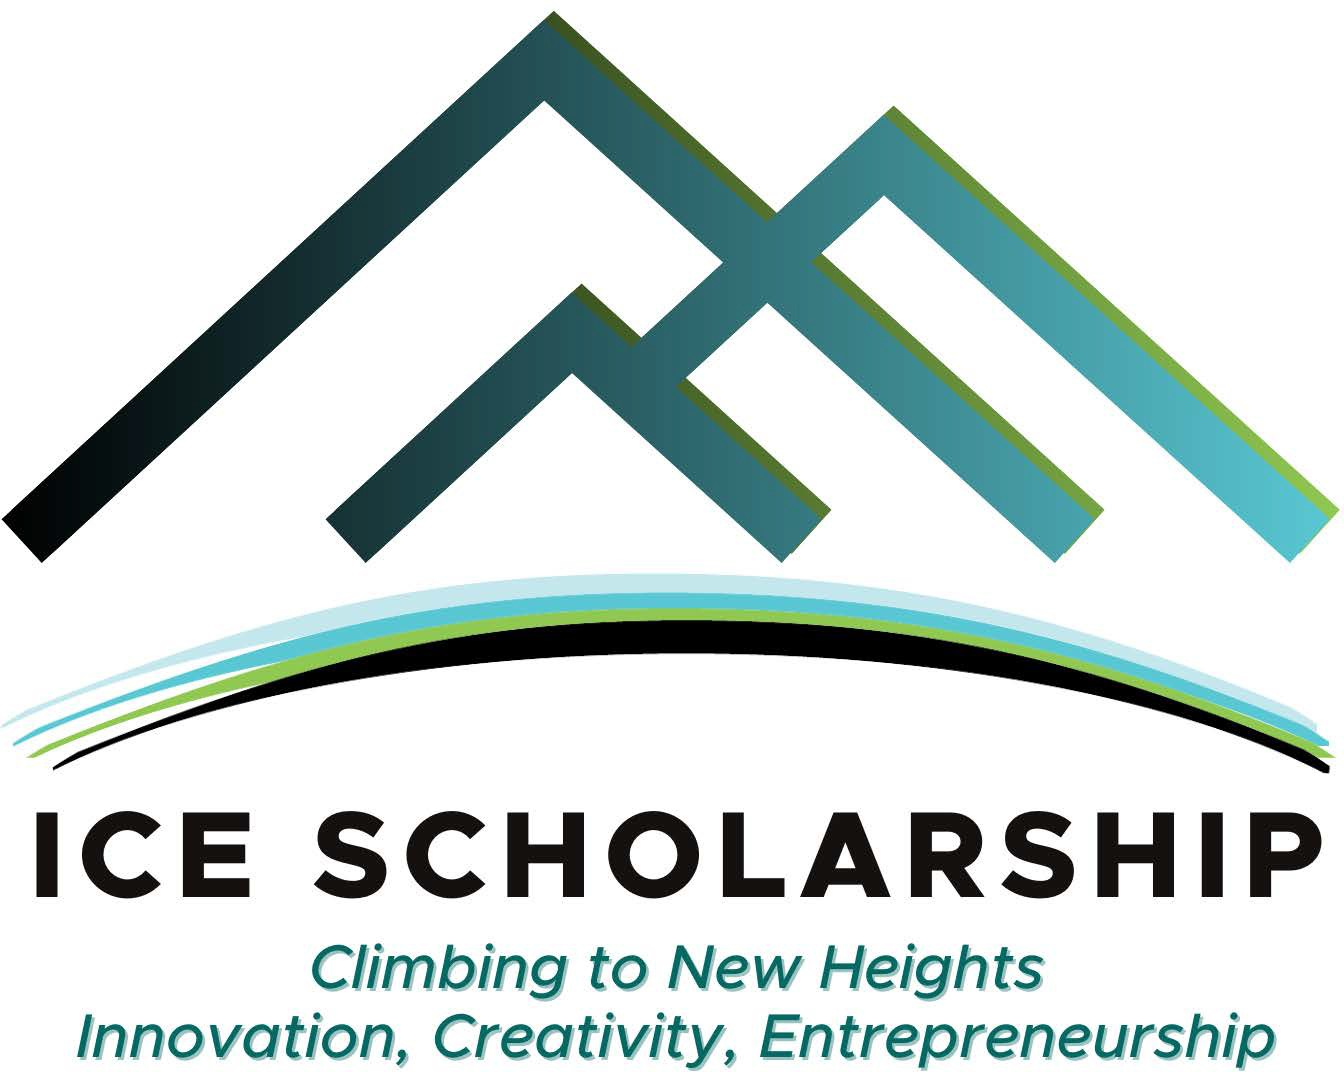 ICE SCHOLARSHIP
Climbing to New Heights
Innovation, Creativity, Entrepreneurship